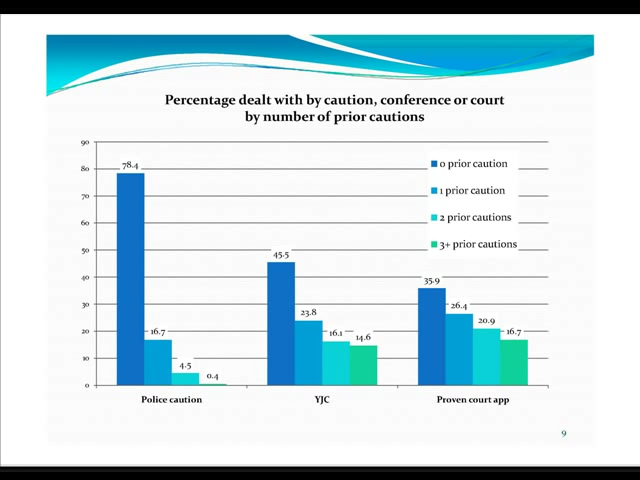 Percentage dealt with by caution, conference or court
by number of prior cautions
90
80
70
60
50
40
30
20
10
0
78.4
16.7
4.5
0.4
45.5
23.8
16.1
14.6
35.9
26.4
20.9
16.7
0 prior caution
1 prior caution
2 prior cautions
3+ prior cautions
Police caution
YJC
Proven court app
9